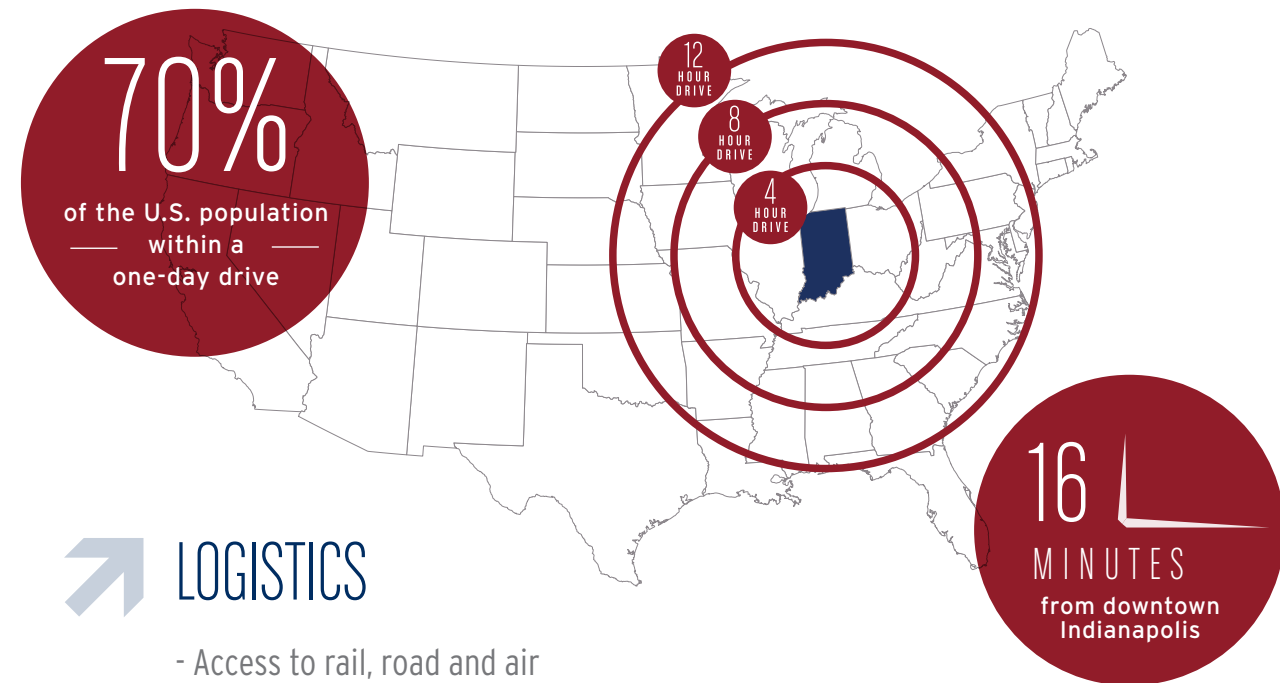 70%
of the U.S. population
within a
one-day drive
12
HOUR
DRIVE
8
HOUR
DRIVE
4
HOUR
DRIVE
16
MINUTES
from downtown
Indianapolis
LOGISTICS
- Access to rail, road and air